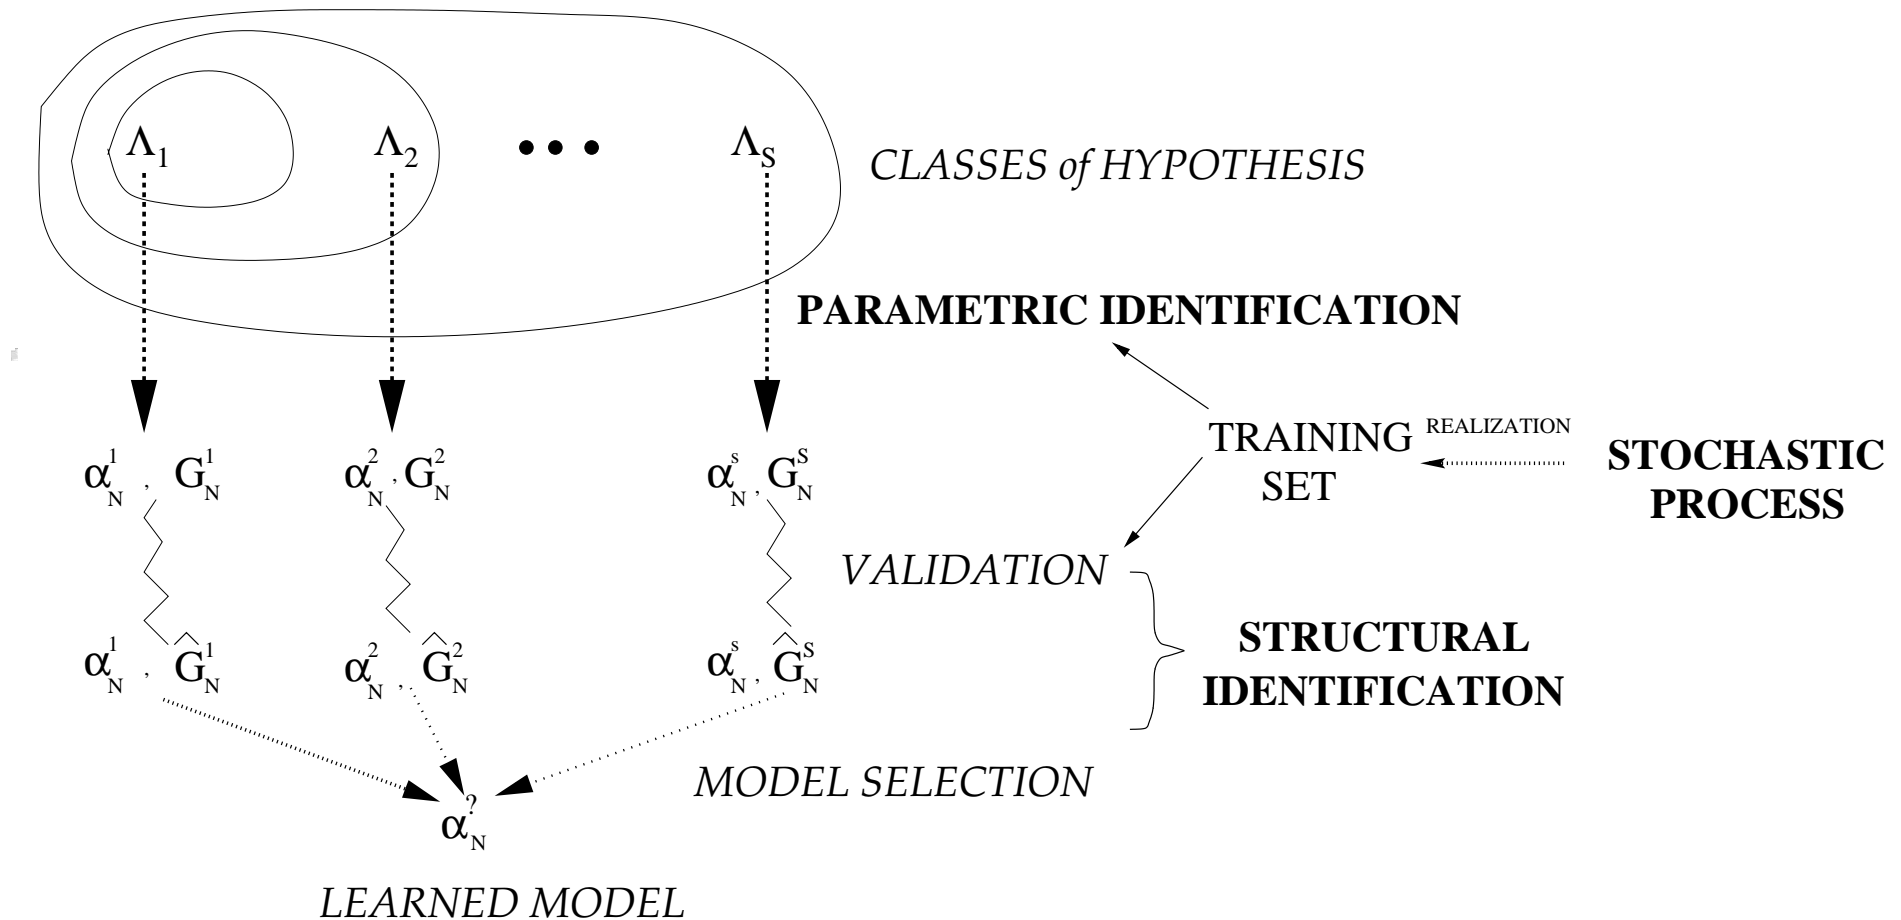 Λ1 Λ2 ••• ΛS
CLASSES of HYPOTHESIS
PARAMETRIC IDENTIFICATION
TRAINING
SET
REALIZATION
STOCHASTIC
PROCESS
α¹N , G¹N α²N , G²N αˢN , GˢN
VALIDATION
STRUCTURAL
IDENTIFICATION
α¹N , Ĝ¹N α²N , Ĝ²N αˢN , ĜˢN
MODEL SELECTION
α?N
LEARNED MODEL